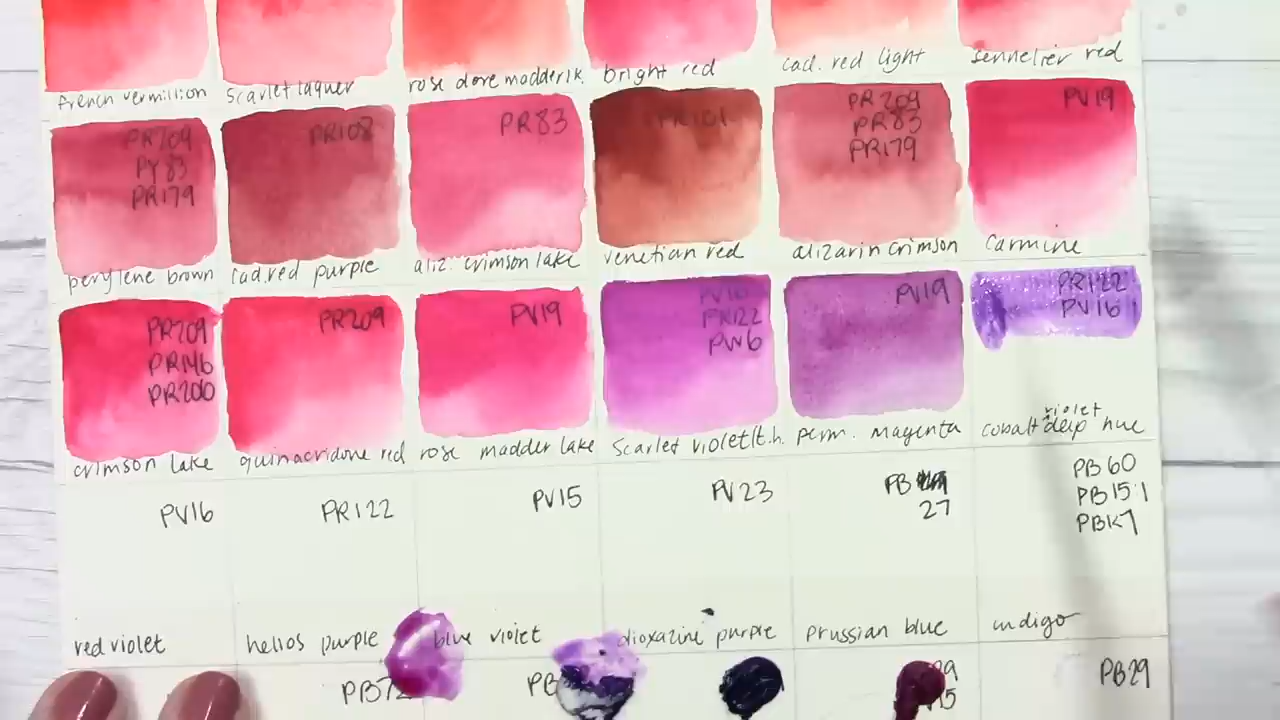 french vermillion
scarlet laquer
rose dore madder lk.
bright red
cad. red light
sennelier red
PR209
PY83
PR179
PR108
PR83
PR101
PR209
PR83
PR179
PV19
perylene brown
cad.red purple
aliz. crimson lake
venetian red
alizarin crimson
carmine
PR209
PR146
PR200
PR209
PV19
PV16
PR122
PW6
PV19
PR122
PV16
crimson lake
quinacridone red
rose madder lake
Scarlet violet lt.h.
perm. magenta
violet
cobalt deep hue
PV16
PR122
PV15
PV23
PB
27
PB60
PB15:1
PBK7
red violet
helios purple
blue violet
dioxazine purple
prussian blue
indigo
PB29